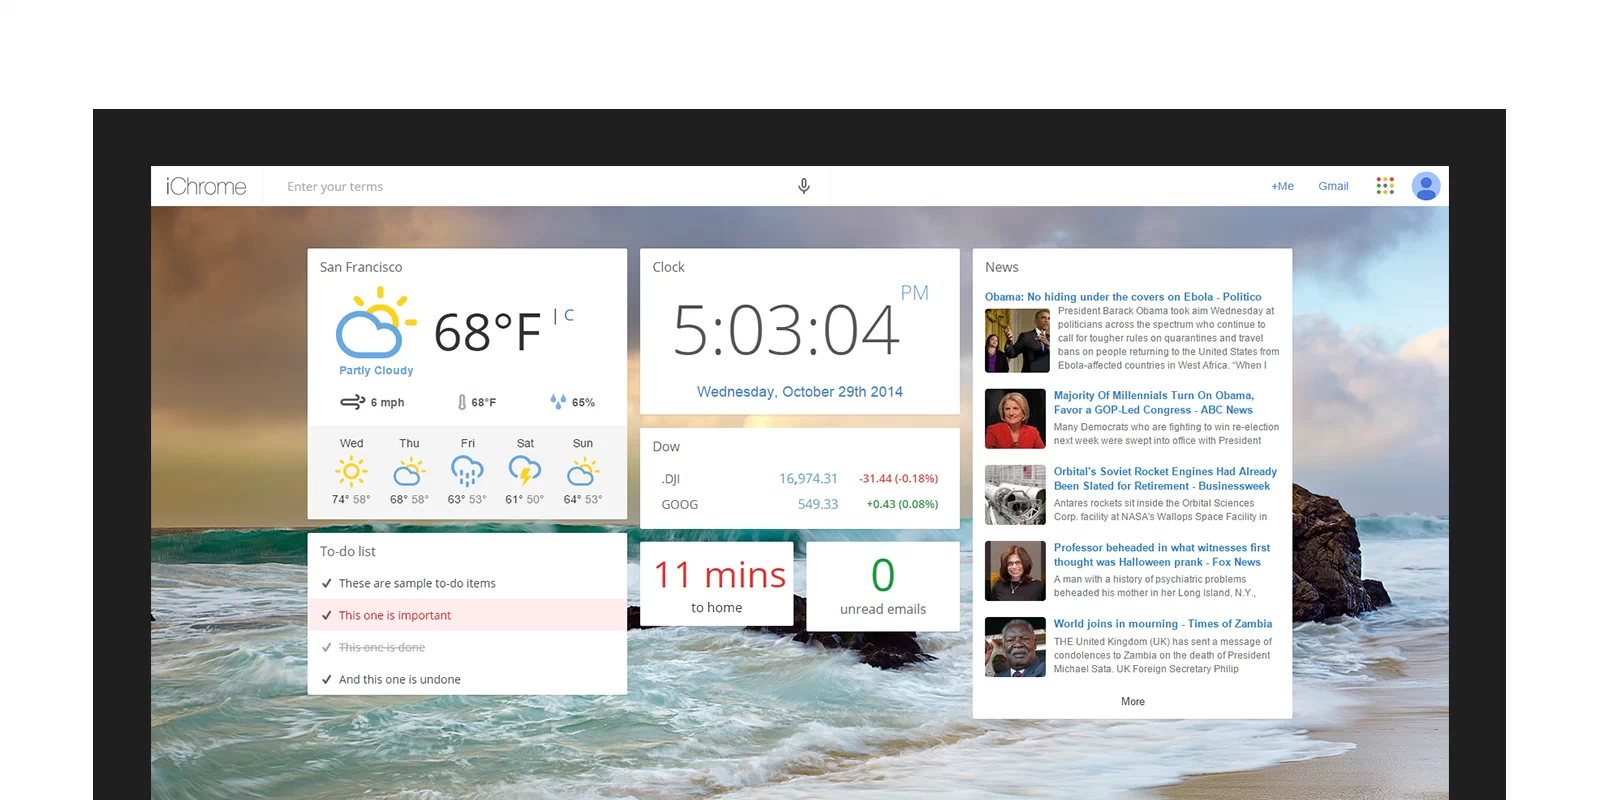 iChrome
Enter your terms
+Me
Gmail
San Francisco
68°F | C
Partly Cloudy
6 mph
68°F
65%
Wed Thu Fri Sat Sun
74° 58° 68° 58° 63° 53° 61° 50° 64° 53°
To-do list
✔ These are sample to-do items
✔ This one is important
✔ This one is done
✔ And this one is undone
Clock
5:03:04 PM
Wednesday, October 29th 2014
Dow
.DJI 16,974.31 -31.44 (-0.18%)
GOOG 549.33 +0.43 (0.08%)
11 mins
to home
0
unread emails
News
Obama: No hiding under the covers on Ebola - Politico
President Barack Obama took aim Wednesday at
politicians across the spectrum who continue to
call for tougher rules on quarantines and travel
bans on people returning to the United States from
Ebola-affected countries in West Africa. “When I
Majority Of Millennials Turn On Obama,
Favor a GOP-Led Congress - ABC News
Many Democrats who are fighting to win re-election
next week were swept into office with President
Orbital's Soviet Rocket Engines Had Already
Been Slated for Retirement - Businessweek
Antares rockets sit inside the Orbital Sciences
Corp. facility at NASA's Wallops Space Facility in
Professor beheaded in what witnesses first
thought was Halloween prank - Fox News
A man with a history of psychiatric problems
beheaded his mother in her Long Island, N.Y.,
World joins in mourning - Times of Zambia
THE United Kingdom (UK) has sent a message of
condolences to Zambia on the death of President
Michael Sata. UK Foreign Secretary Philip
More